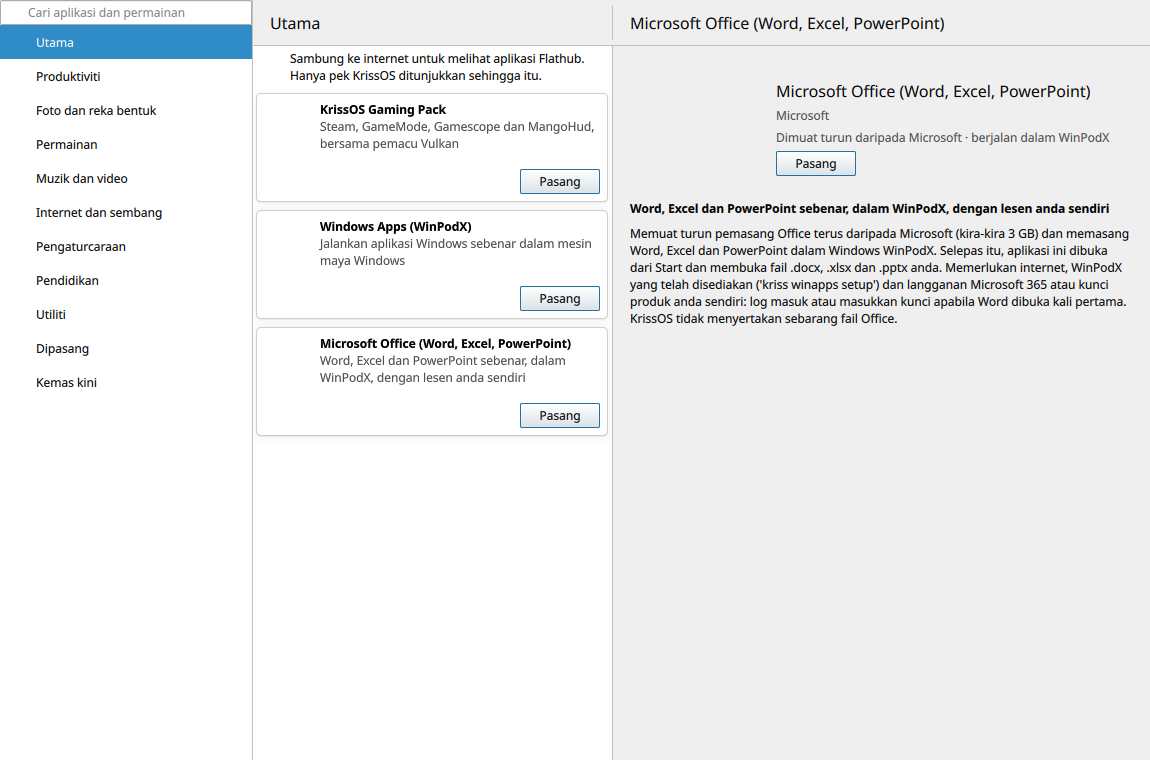 Cari aplikasi dan permainan
Utama
Produktiviti
Foto dan reka bentuk
Permainan
Muzik dan video
Internet dan sembang
Pengaturcaraan
Pendidikan
Utiliti
Dipasang
Kemas kini
Utama
Sambung ke internet untuk melihat aplikasi Flathub.
Hanya pek KrissOS ditunjukkan sehingga itu.
KrissOS Gaming Pack
Steam, GameMode, Gamescope dan MangoHud,
bersama pemacu Vulkan
Pasang
Windows Apps (WinPodX)
Jalankan aplikasi Windows sebenar dalam mesin
maya Windows
Pasang
Microsoft Office (Word, Excel, PowerPoint)
Word, Excel dan PowerPoint sebenar, dalam
WinPodX, dengan lesen anda sendiri
Pasang
Microsoft Office (Word, Excel, PowerPoint)
Microsoft Office (Word, Excel, PowerPoint)
Microsoft
Dimuat turun daripada Microsoft · berjalan dalam WinPodX
Pasang
Word, Excel dan PowerPoint sebenar, dalam WinPodX, dengan lesen anda sendiri
Memuat turun pemasang Office terus daripada Microsoft (kira-kira 3 GB) dan memasang
Word, Excel dan PowerPoint dalam Windows WinPodX. Selepas itu, aplikasi ini dibuka
dari Start dan membuka fail .docx, .xlsx dan .pptx anda. Memerlukan internet, WinPodX
yang telah disediakan ('kriss winapps setup') dan langganan Microsoft 365 atau kunci
produk anda sendiri: log masuk atau masukkan kunci apabila Word dibuka kali pertama.
KrissOS tidak menyertakan sebarang fail Office.